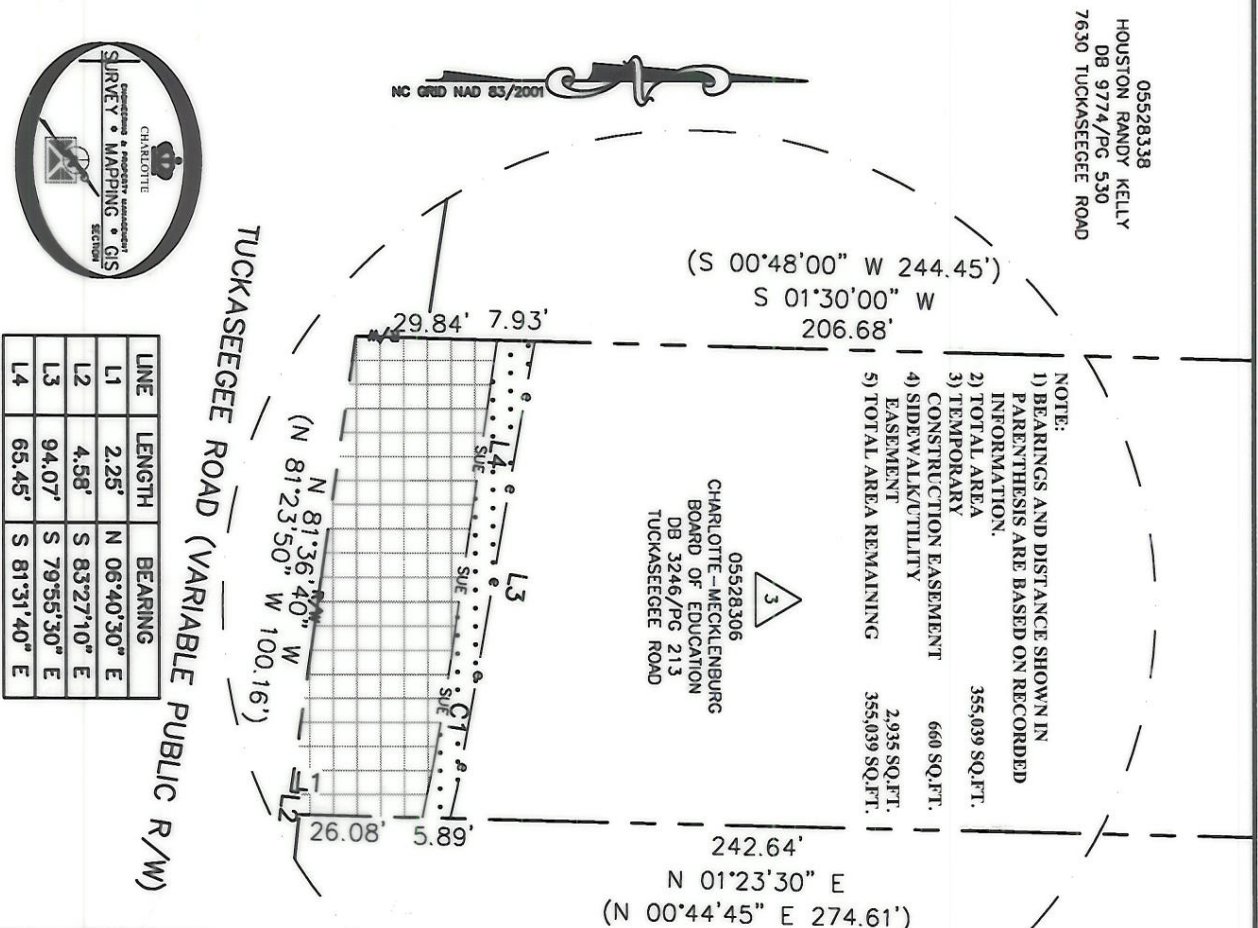 05528338
HOUSTON RANDY KELLY
DB 9774/PG 530
7630 TUCKASEEGEE ROAD
NC GRID NAD 83/2001
(S 00°48'00" W 244.45')
S 01°30'00" W
206.68'
29.84' 7.93'
NOTE:
1) BEARINGS AND DISTANCE SHOWN IN
PARENTHESIS ARE BASED ON RECORDED
INFORMATION.
2) TOTAL AREA 355,039 SQ.FT.
3) TEMPORARY
CONSTRUCTION EASEMENT 660 SQ.FT.
4) SIDEWALK/UTILITY
EASEMENT 2,935 SQ.FT.
5) TOTAL AREA REMAINING 355,039 SQ.FT.
3
05528306
CHARLOTTE-MECKLENBURG
BOARD OF EDUCATION
DB 3246/PG 213
TUCKASEEGEE ROAD
e
L4
e
SUE
L3
e
SUE
e
C1
SUE
e
R/W
N 81°36'40" W
(N 81°23'50" W 100.16')
L1
L2
26.08' 5.89'
242.64'
N 01°23'30" E
(N 00°44'45" E 274.61')
TUCKASEEGEE ROAD (VARIABLE PUBLIC R/W)
CHARLOTTE
ENGINEERING & PROPERTY MANAGEMENT
SURVEY • MAPPING • GIS
SECTION
LINE LENGTH BEARING
L1 2.25' N 06°40'30" E
L2 4.58' S 83°27'10" E
L3 94.07' S 79°55'30" E
L4 65.45' S 81°31'40" E